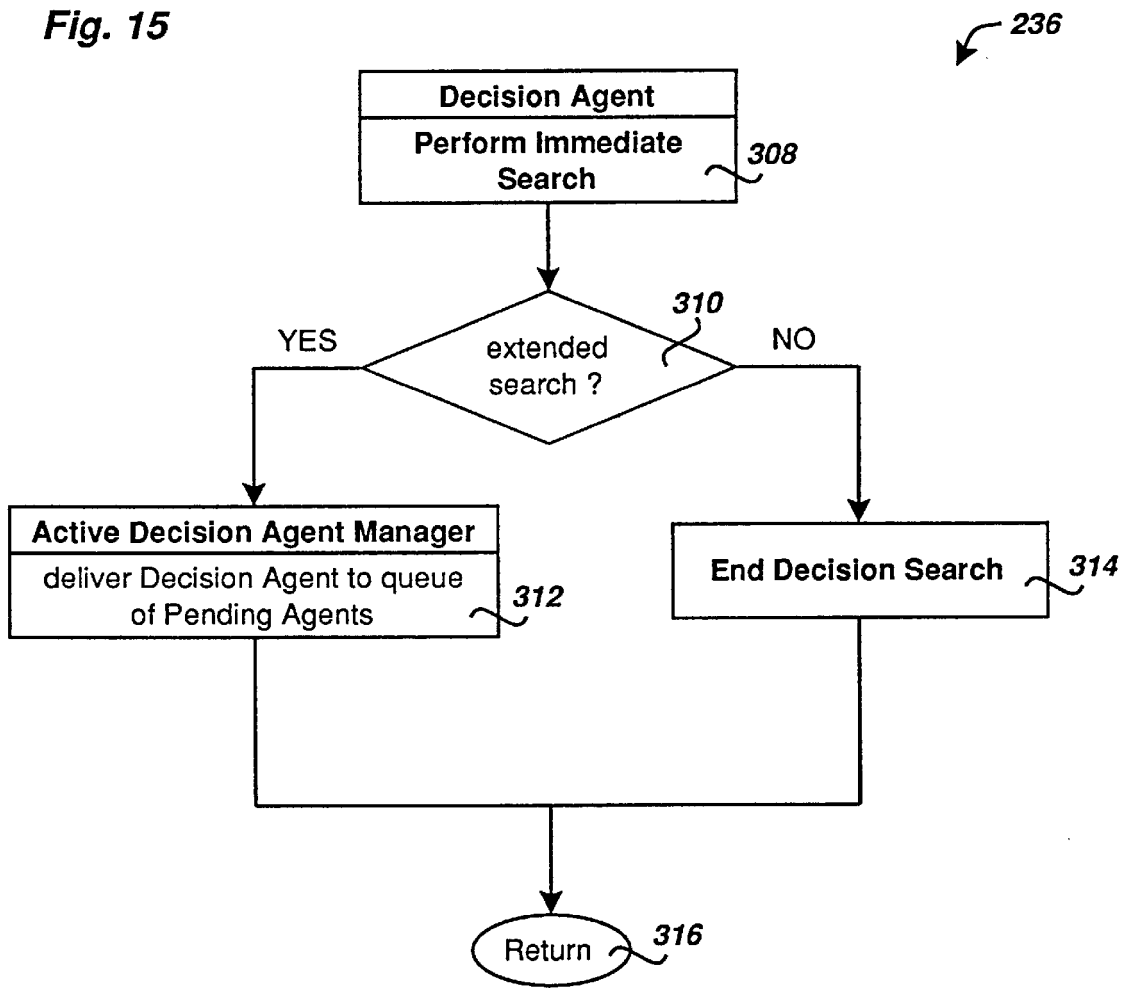 Fig. 15
236
Decision Agent
Perform Immediate
Search
308
310
YES
NO
extended
search ?
Active Decision Agent Manager
deliver Decision Agent to queue
of Pending Agents
312
End Decision Search
314
Return
316